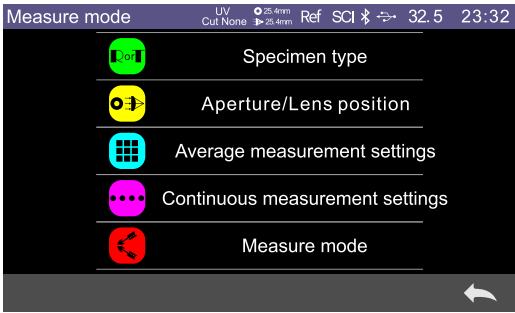 Measure mode
UV
Cut None
25.4mm
25.4mm
Ref SCI 32.5 23:32
RorT
Specimen type
Aperture/Lens position
Average measurement settings
Continuous measurement settings
Measure mode